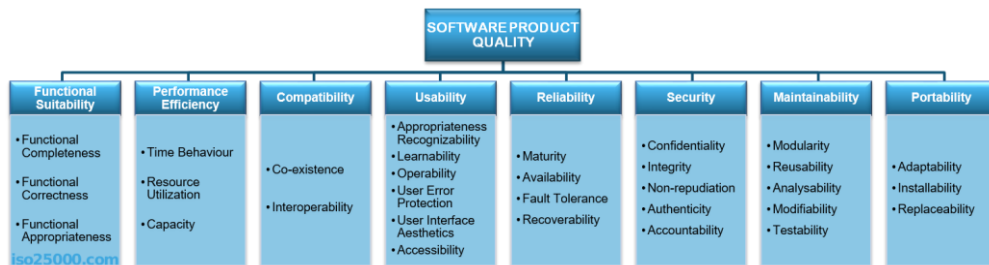 SOFTWARE PRODUCT
QUALITY
Functional
Suitability
• Functional
Completeness
• Functional
Correctness
• Functional
Appropriateness
Performance
Efficiency
• Time Behaviour
• Resource
Utilization
• Capacity
Compatibility
• Co-existence
• Interoperability
Usability
• Appropriateness
Recognizability
• Learnability
• Operability
• User Error
Protection
• User Interface
Aesthetics
• Accessibility
Reliability
• Maturity
• Availability
• Fault Tolerance
• Recoverability
Security
• Confidentiality
• Integrity
• Non-repudiation
• Authenticity
• Accountability
Maintainability
• Modularity
• Reusability
• Analysability
• Modifiability
• Testability
Portability
• Adaptability
• Installability
• Replaceability
iso25000.com